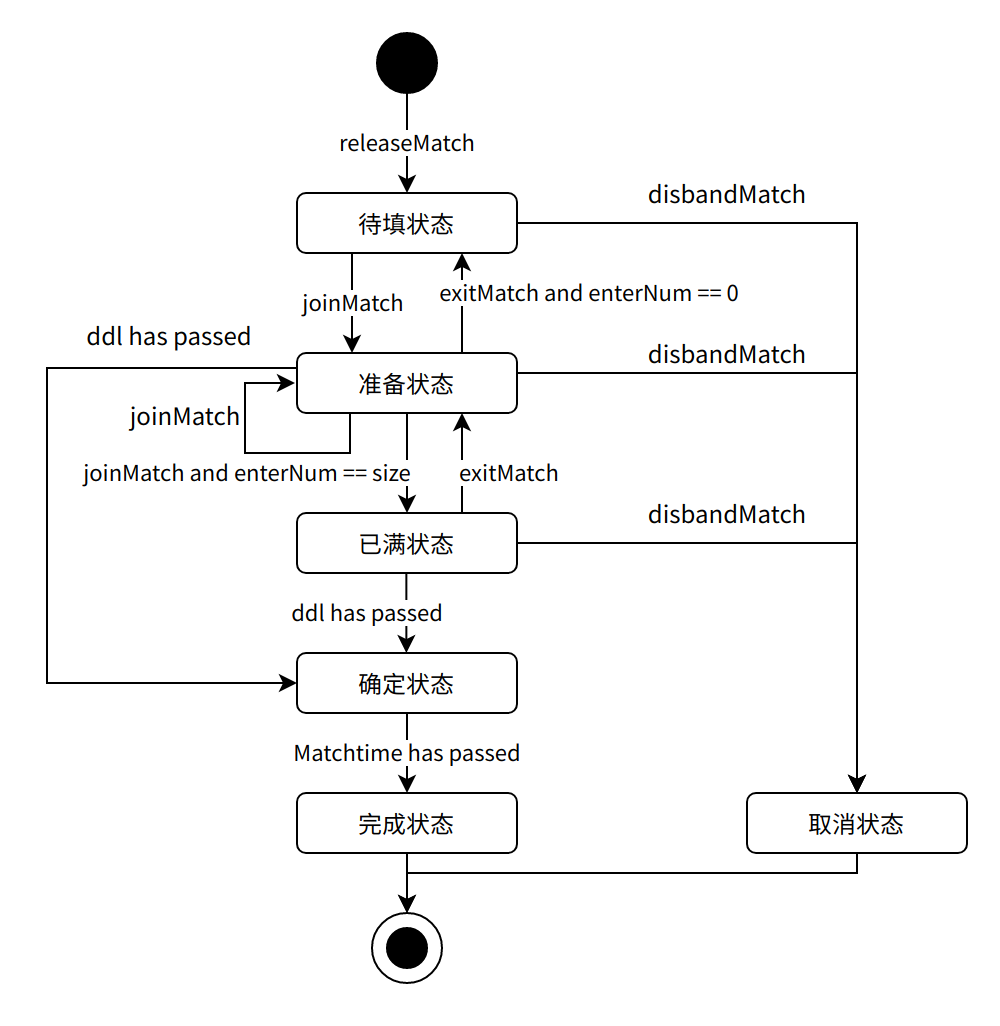 releaseMatch
disbandMatch
待填状态
exitMatch and enterNum == 0
joinMatch
ddl has passed
disbandMatch
准备状态
joinMatch
joinMatch and enterNum == size
exitMatch
disbandMatch
已满状态
ddl has passed
确定状态
Matchtime has passed
完成状态
取消状态